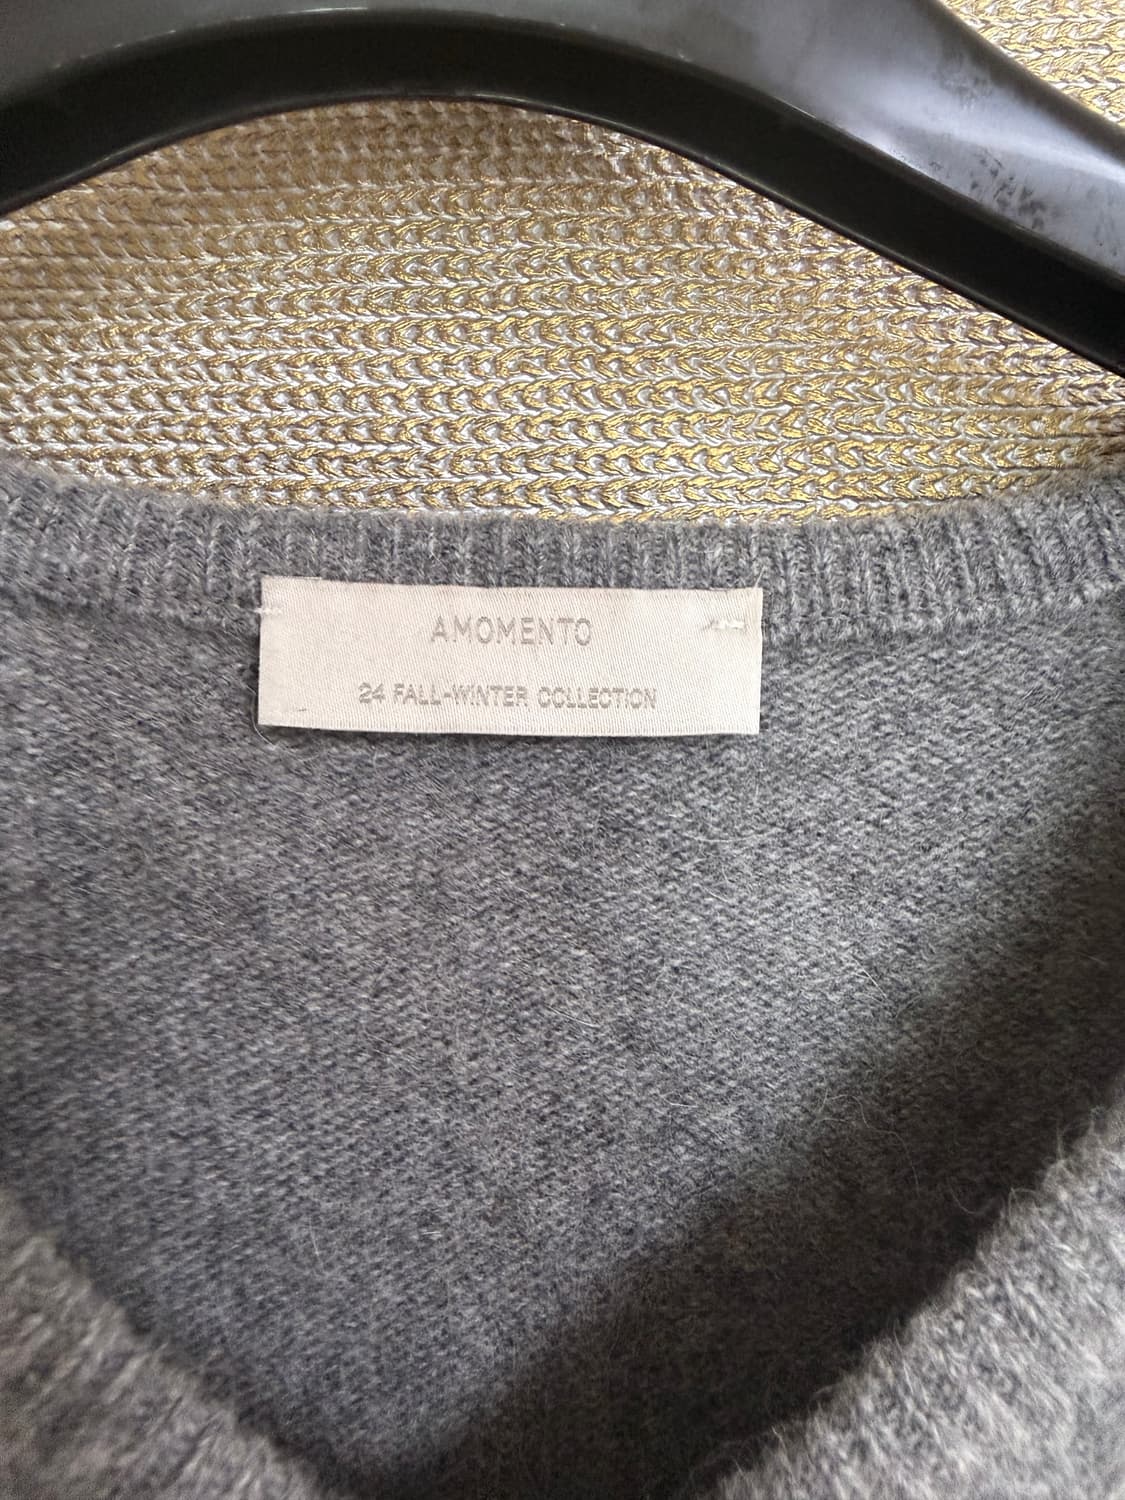 AMOMENTO
24 FALL-WINTER COLLECTION